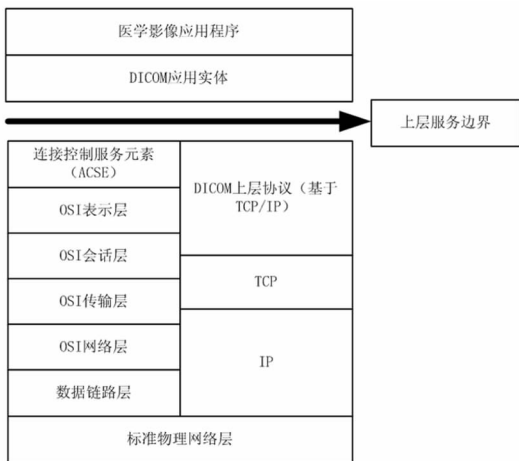 医学影像应用程序
DICOM应用实体
上层服务边界
连接控制服务元素
(ACSE)
OSI表示层
OSI会话层
OSI传输层
OSI网络层
数据链路层
DICOM上层协议（基于
TCP/IP）
TCP
IP
标准物理网络层